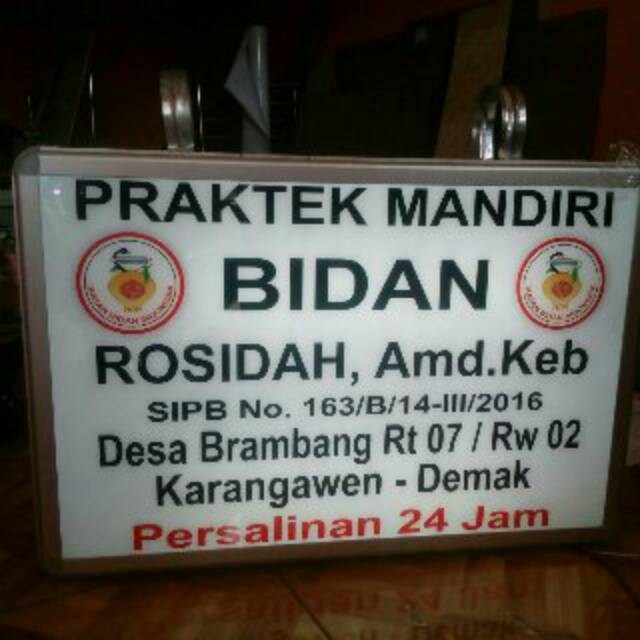 PRAKTEK MANDIRI
BIDAN
ROSIDAH, Amd.Keb
SIPB No. 163/B/14-III/2016
Desa Brambang Rt 07 / Rw 02
Karangawen - Demak
Persalinan 24 Jam